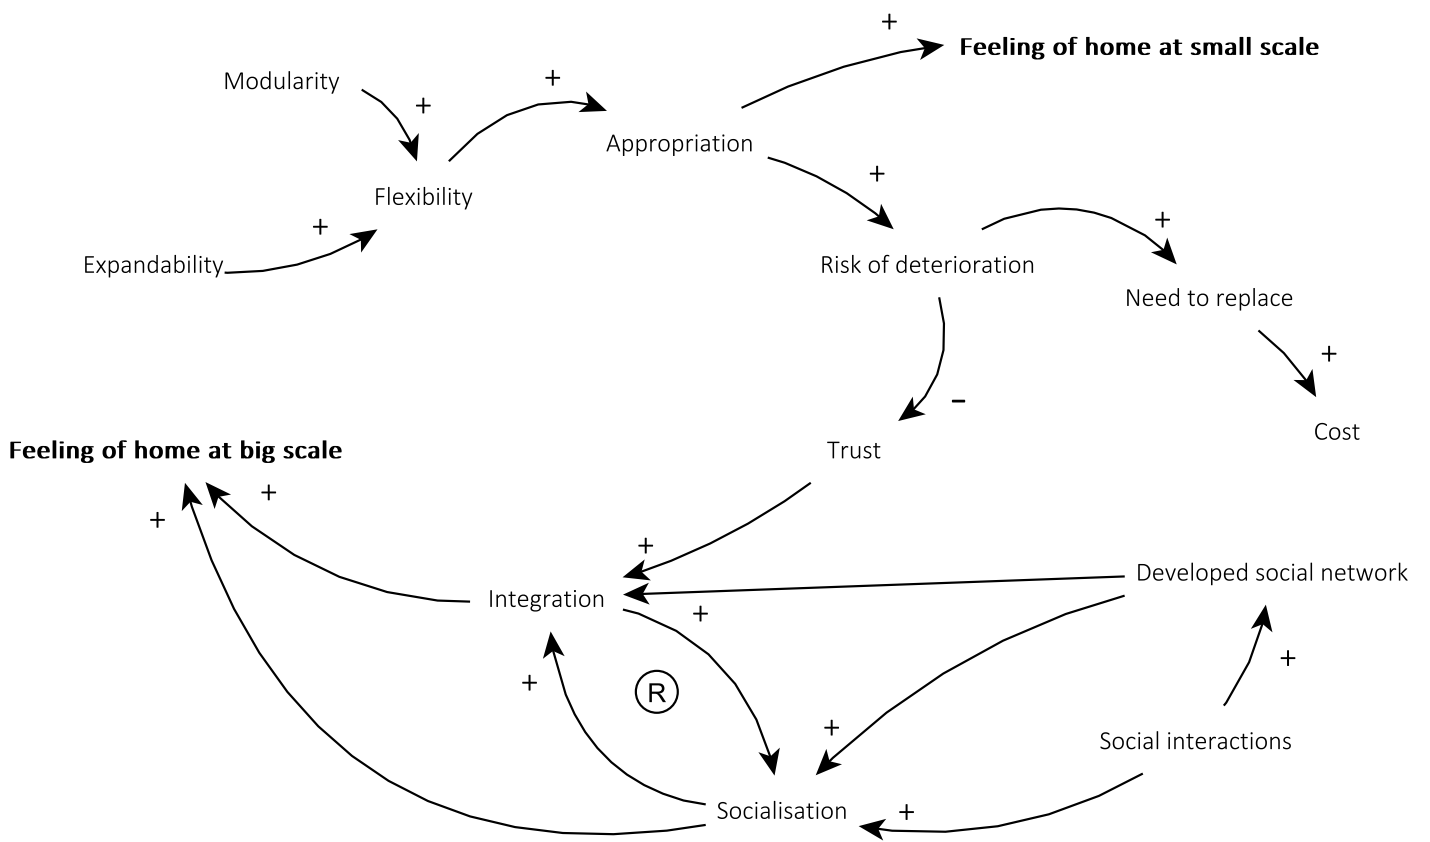 +
Feeling of home at small scale
Modularity
+
+
Appropriation
+
Flexibility
+
+
Expandability
Risk of deterioration
Need to replace
+
−
Cost
Feeling of home at big scale
Trust
+
+
+
Developed social network
Integration
+
+
+
R
+
Social interactions
Socialisation
+